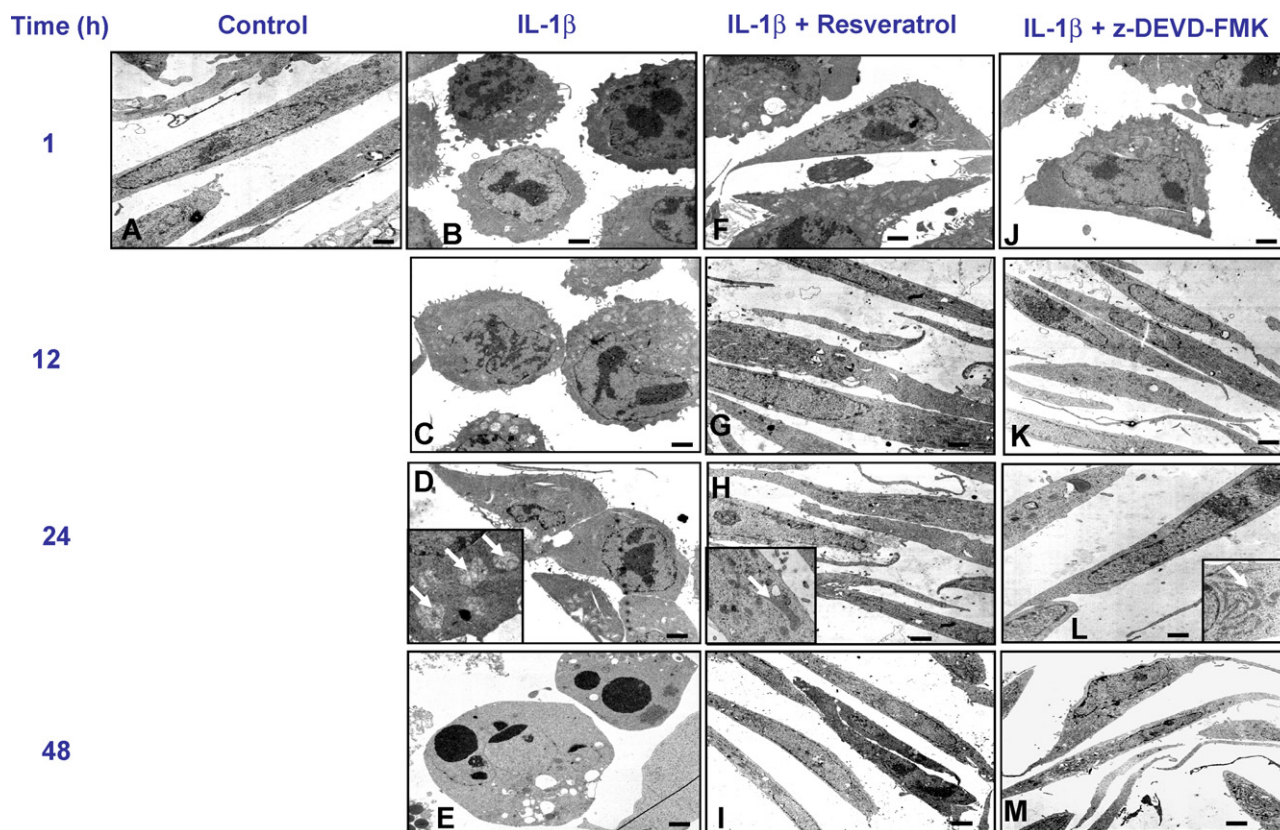 Time (h) Control IL-1β IL-1β + Resveratrol IL-1β + z-DEVD-FMK
1 A B F J
12 C G K
24 D H L
48 E I M